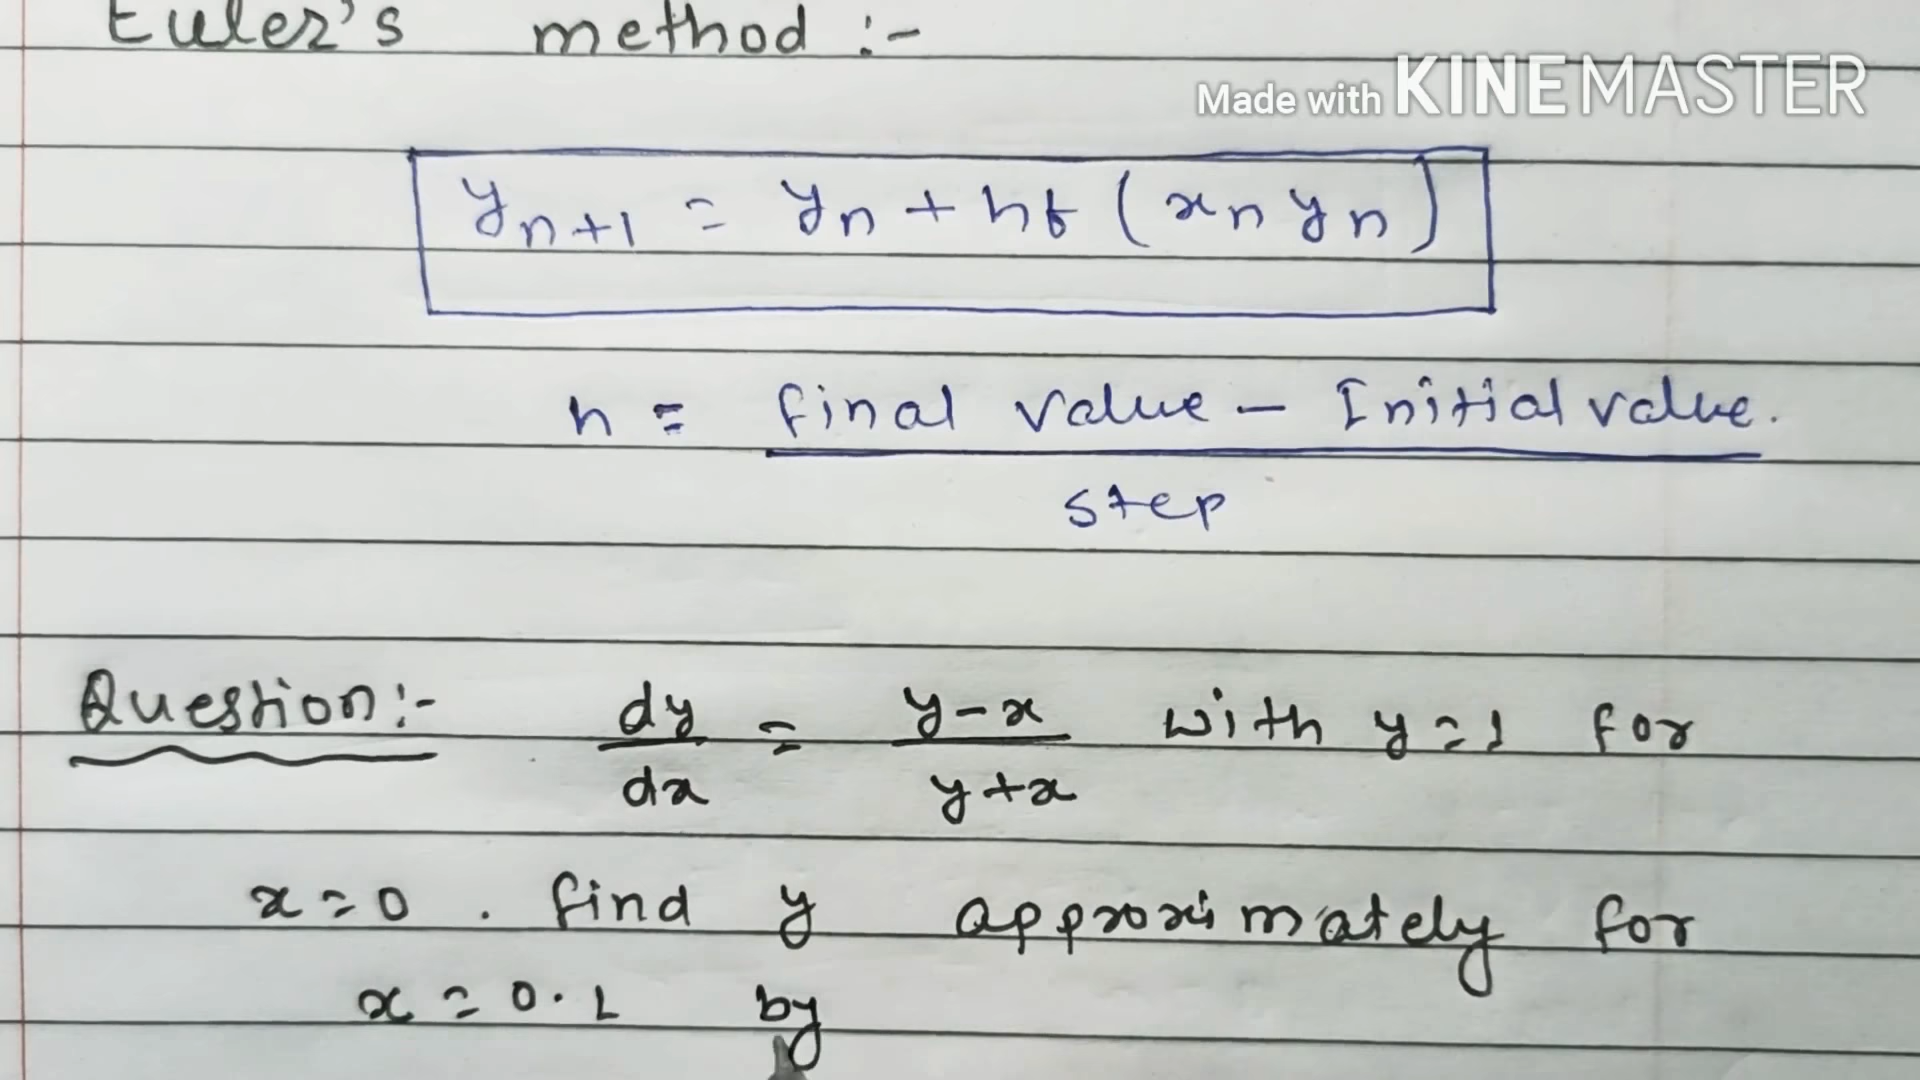 Euler's method :-
Made with KINEMASTER
yn+1 = yn + hf (xn yn)
h = final value - Initial value.
step
Question:- dy/dx = y-x/y+x with y=1 for
x=0 . find y approximately for
x=0.1 by